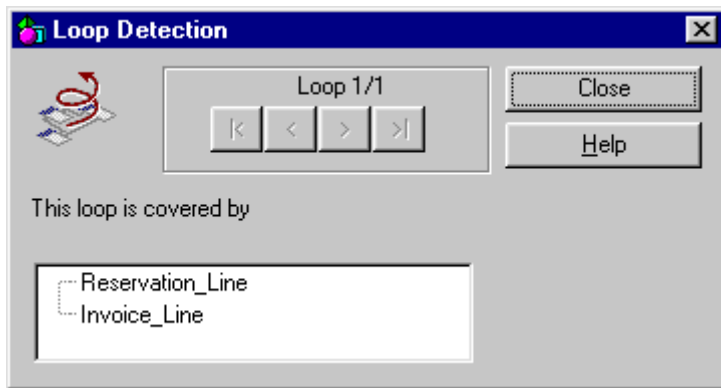 Loop Detection
Loop 1/1
|< < > >|
Close
Help
This loop is covered by
Reservation_Line
Invoice_Line